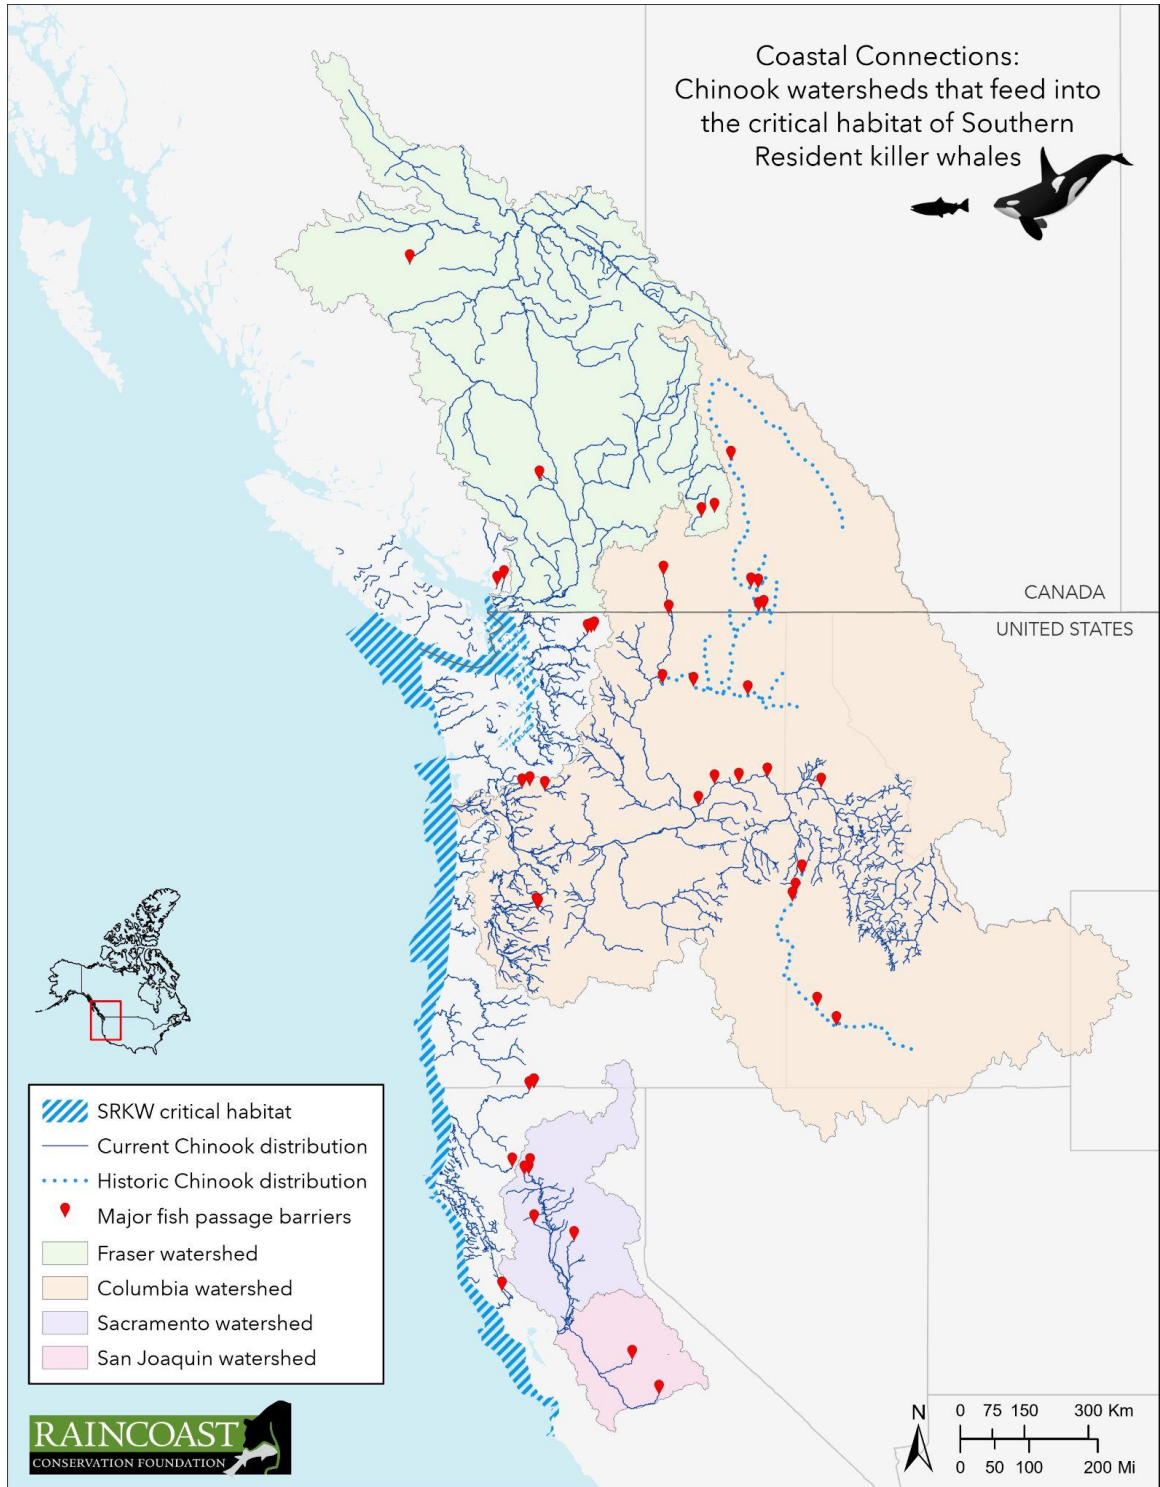 Coastal Connections:
Chinook watersheds that feed into
the critical habitat of Southern
Resident killer whales
CANADA
UNITED STATES
SRKW critical habitat
Current Chinook distribution
Historic Chinook distribution
Major fish passage barriers
Fraser watershed
Columbia watershed
Sacramento watershed
San Joaquin watershed
RAINCOAST
CONSERVATION FOUNDATION
N
0 75 150 300 Km
0 50 100 200 Mi